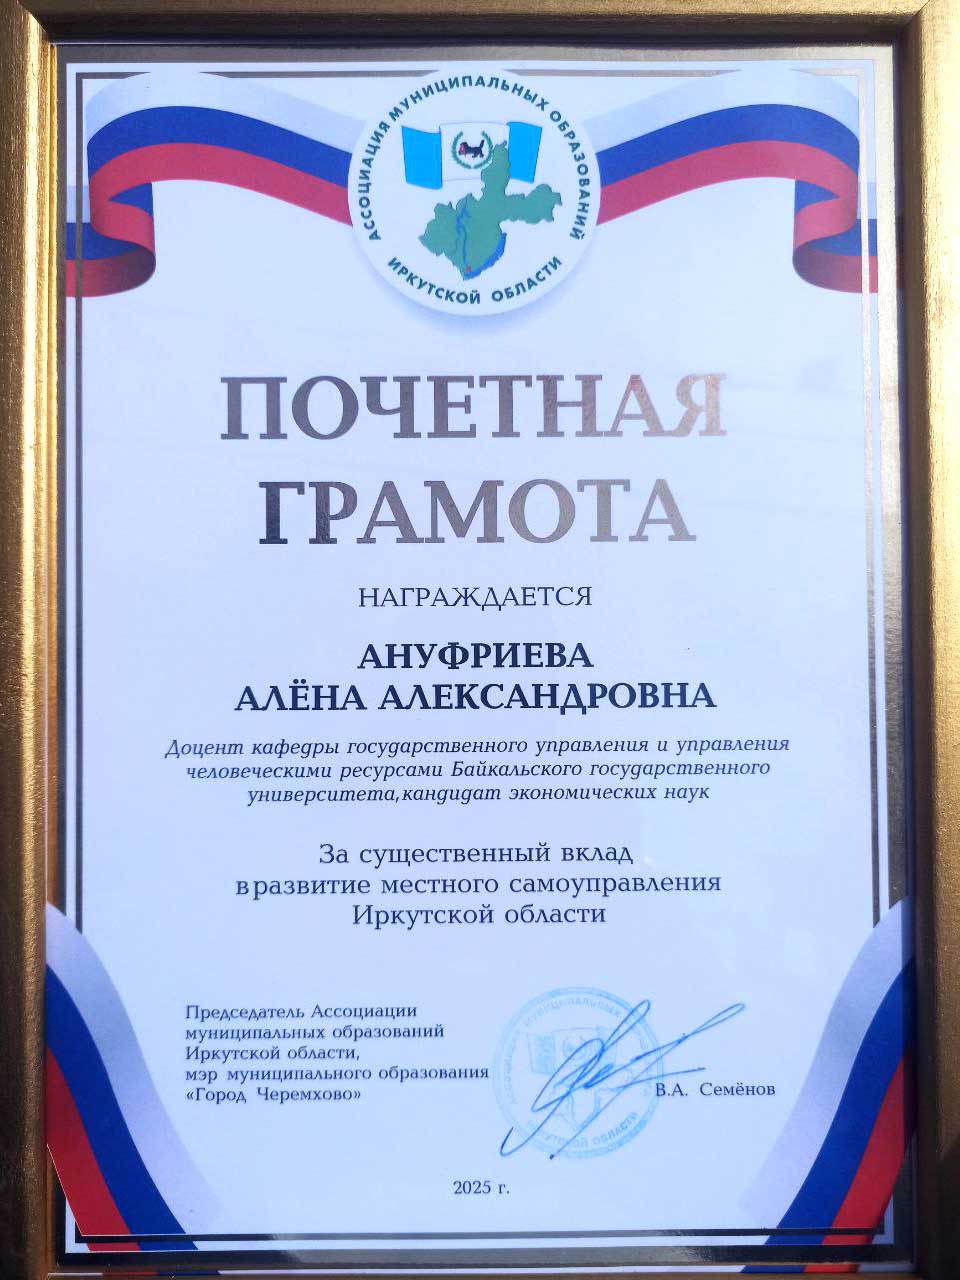 АССОЦИАЦИЯ МУНИЦИПАЛЬНЫХ ОБРАЗОВАНИЙ
ИРКУТСКОЙ ОБЛАСТИ
ПОЧЕТНАЯ
ГРАМОТА
НАГРАЖДАЕТСЯ
АНУФРИЕВА
АЛЁНА АЛЕКСАНДРОВНА
Доцент кафедры государственного управления и управления
человеческими ресурсами Байкальского государственного
университета,кандидат экономических наук
За существенный вклад
в развитие местного самоуправления
Иркутской области
Председатель Ассоциации
муниципальных образований
Иркутской области,
мэр муниципального образования
«Город Черемхово»
В.А. Семёнов
ИРКУТСКОЙ ОБЛАСТИ
2025 г.